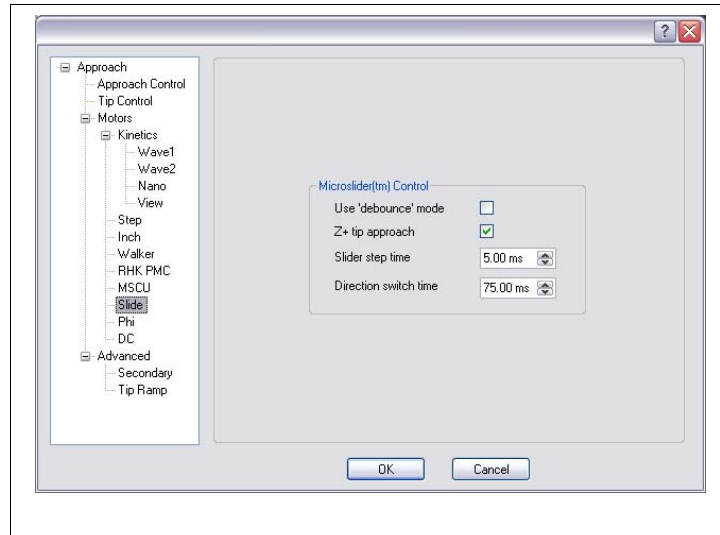 Approach
Approach Control
Tip Control
Motors
Kinetics
Wave1
Wave2
Nano
View
Step
Inch
Walker
RHK PMC
MSCU
Slide
Phi
DC
Advanced
Secondary
Tip Ramp
Microslider(tm) Control
Use 'debounce' mode
Z+ tip approach
Slider step time 5.00 ms
Direction switch time 75.00 ms
OK Cancel